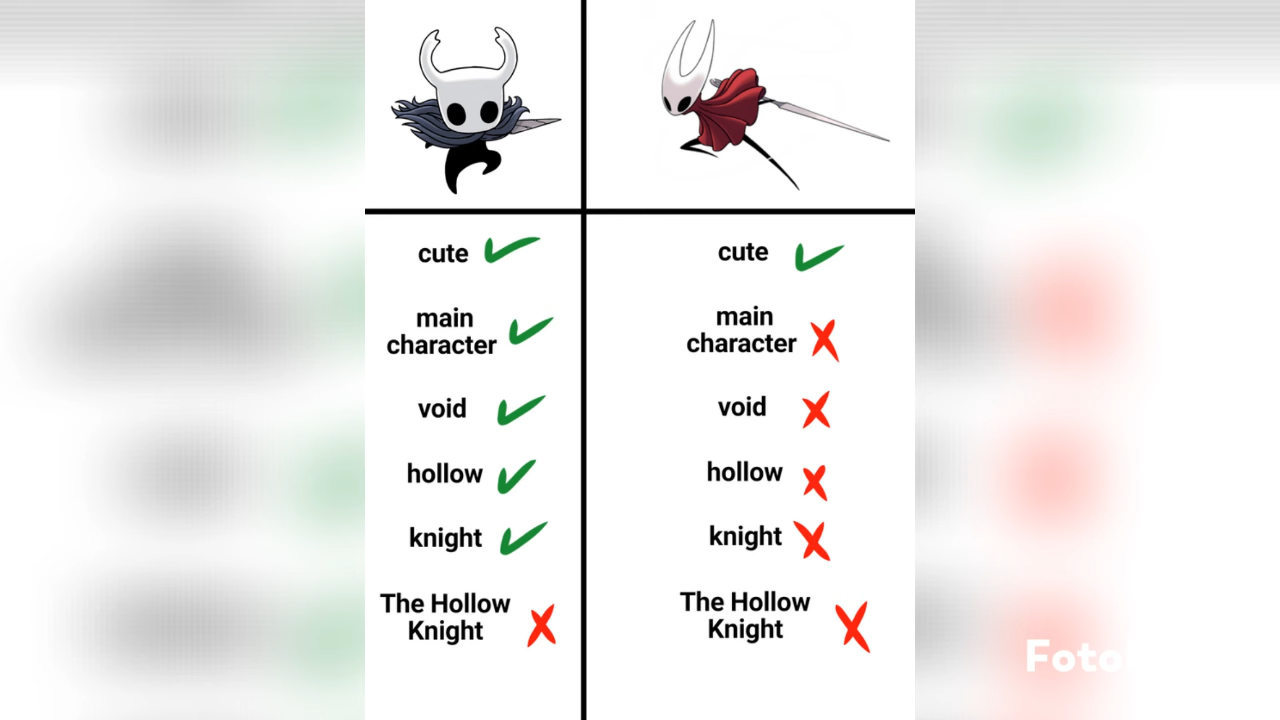 cute
cute
main
character
main
character
void
void
hollow
hollow
knight
knight
The Hollow
Knight
The Hollow
Knight
Foto